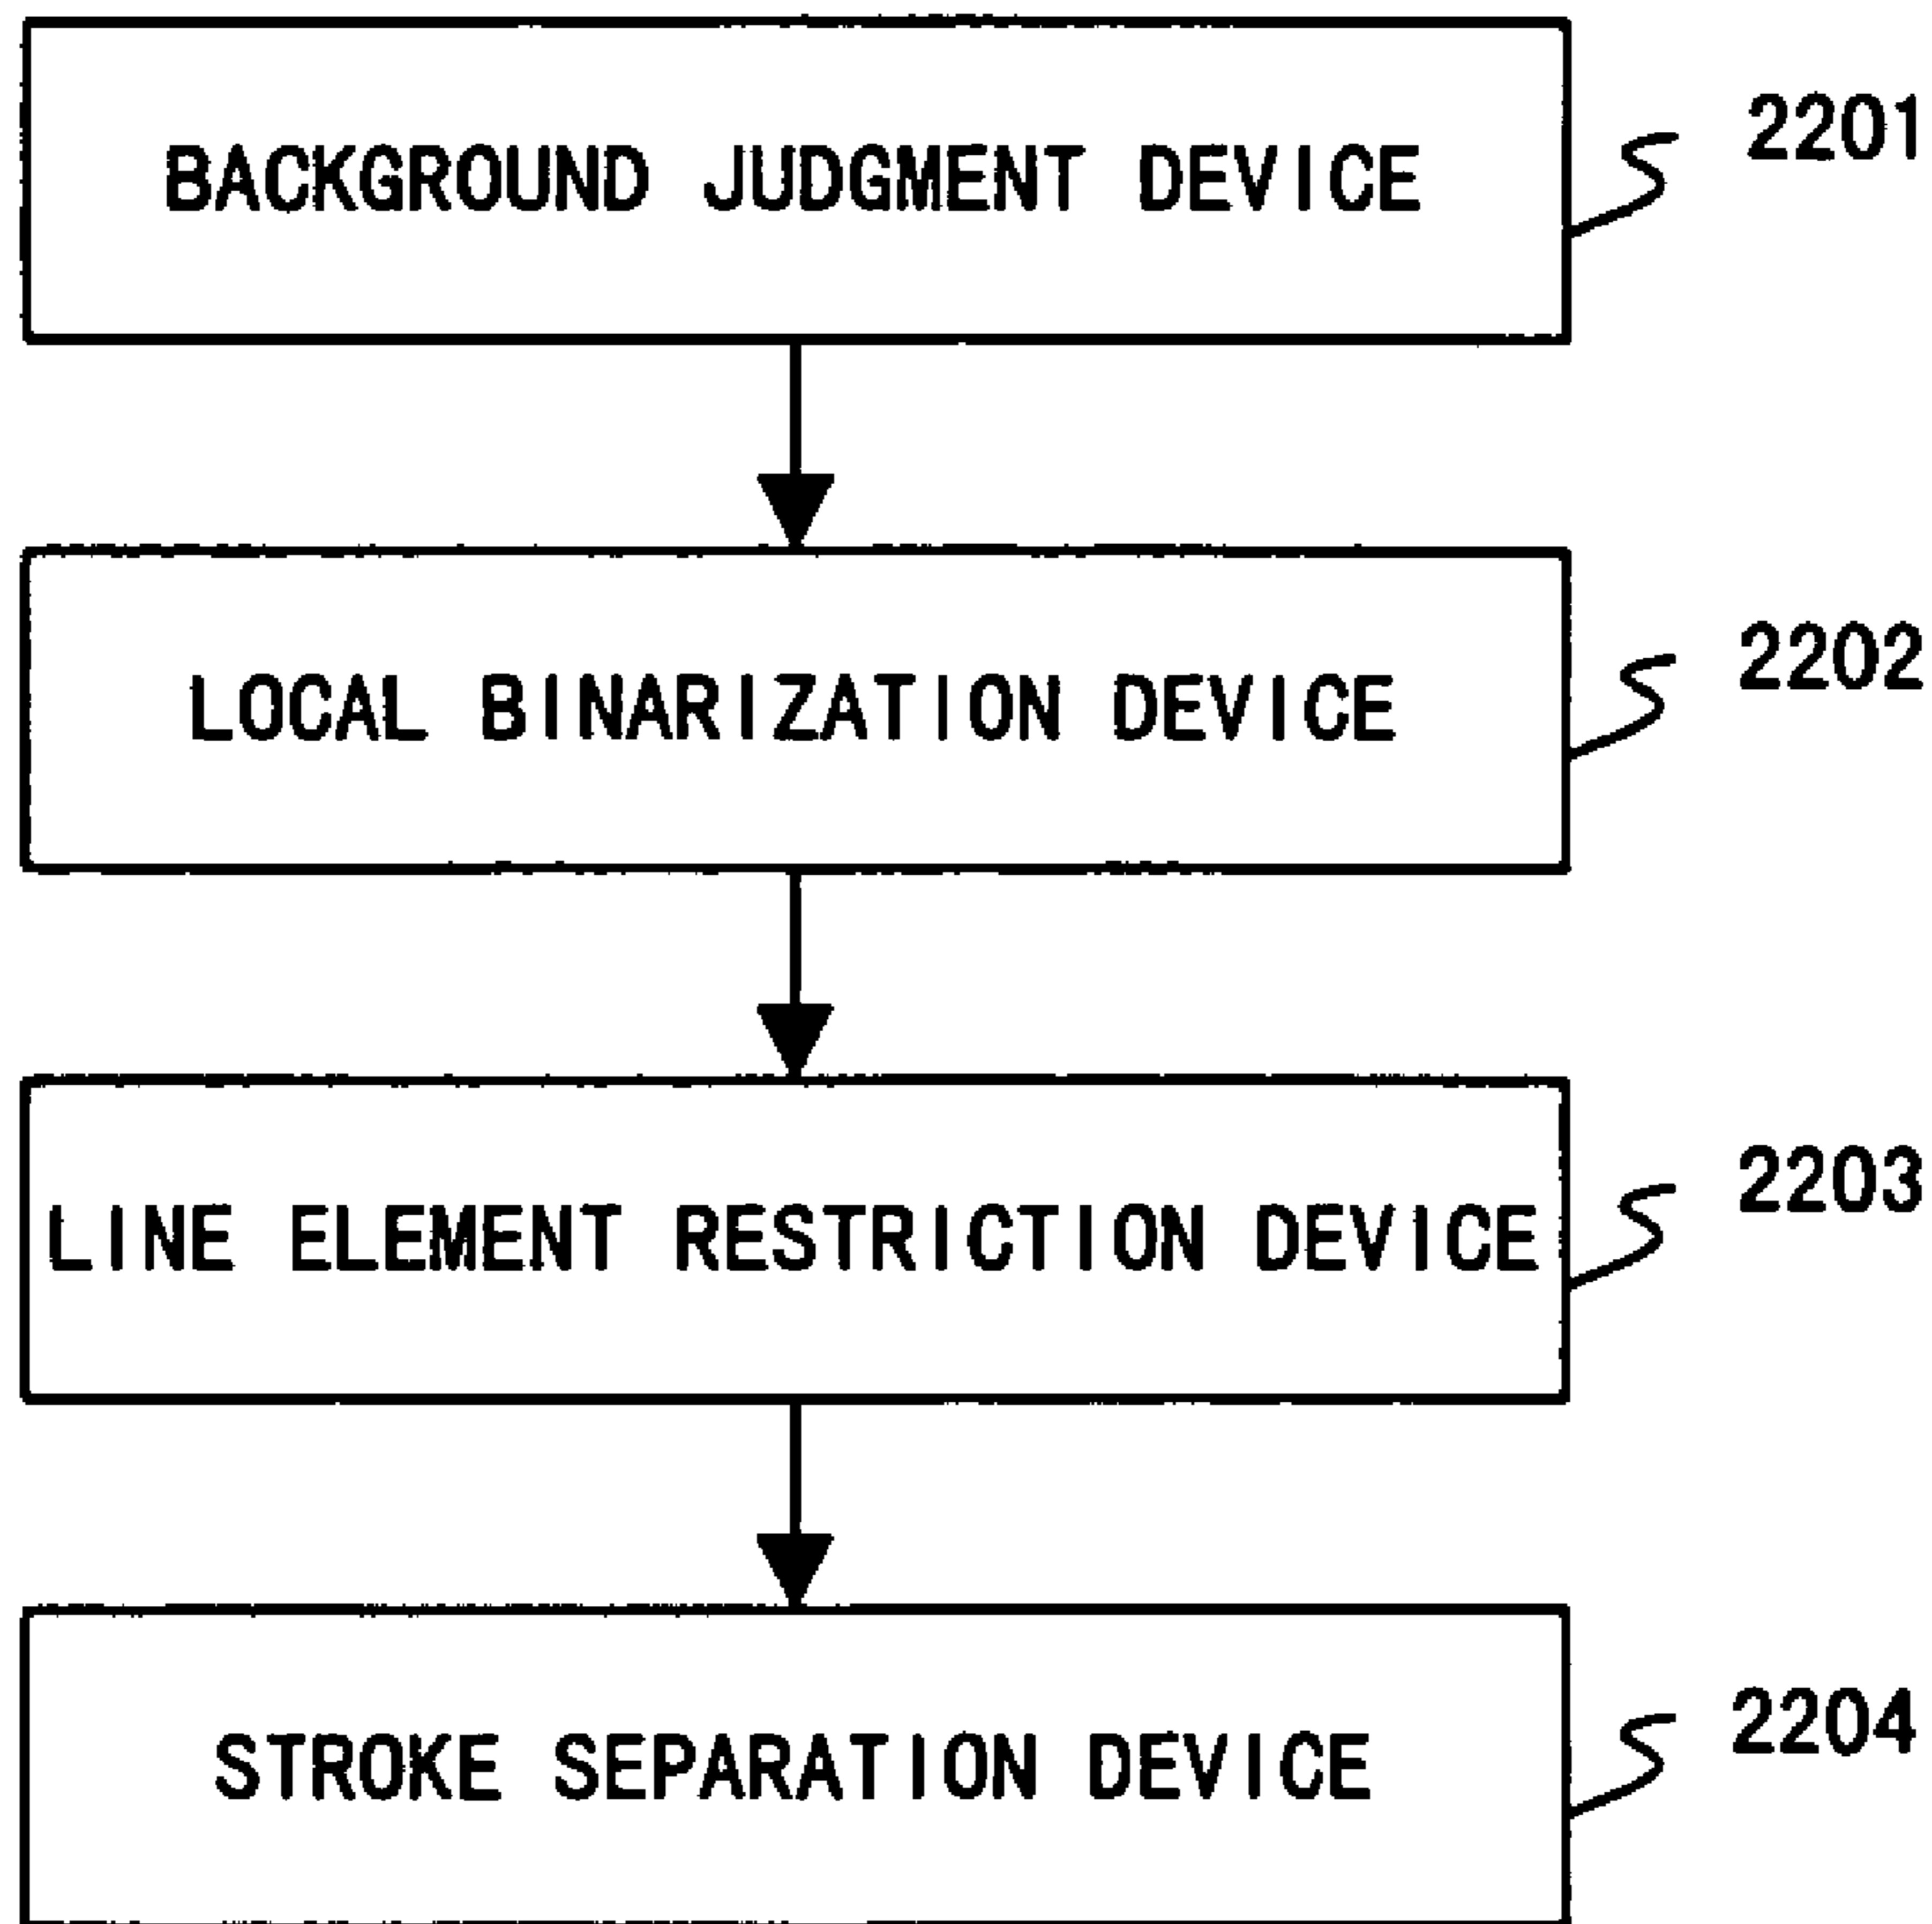 BACKGROUND JUDGMENT DEVICE
2201
LOCAL BINARIZATION DEVICE
2202
LINE ELEMENT RESTRICTION DEVICE
2203
STROKE SEPARATION DEVICE
2204